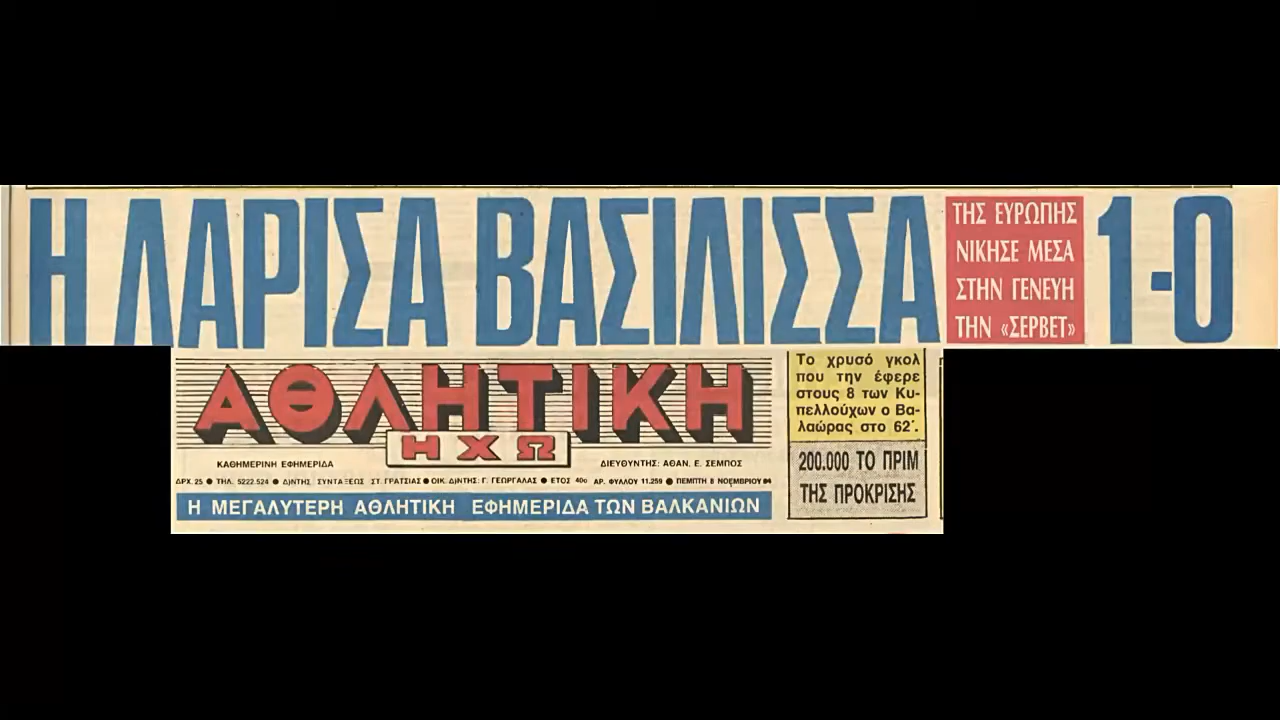 Η ΛΑΡΙΣΑ ΒΑΣΙΛΙΣΣΑ
ΤΗΣ ΕΥΡΩΠΗΣ
ΝΙΚΗΣΕ ΜΕΣΑ
ΣΤΗΝ ΓΕΝΕΥΗ
ΤΗΝ «ΣΕΡΒΕΤ»
1-0
ΑΘΛΗΤΙΚΗ
ΗΧΩ
ΚΑΘΗΜΕΡΙΝΗ ΕΦΗΜΕΡΙΔΑ
ΔΙΕΥΘΥΝΤΗΣ: ΑΘΑΝ. Ε. ΣΕΜΠΟΣ
ΔΡΧ. 25 ● ΤΗΛ. 5222.524 ● ΔΙΝΤΗΣ. ΣΥΝΤΑΞΕΩΣ ΣΤ. ΓΡΑΤΣΙΑΣ ● ΟΙΚ. ΔΙΝΤΗΣ: Γ. ΓΕΩΡΓΑΛΑΣ ● ΕΤΟΣ 40ο ΑΡ. ΦΥΛΛΟΥ 11.259 ● ΠΕΜΠΤΗ 8 ΝΟΕΜΒΡΙΟΥ 84
Η ΜΕΓΑΛΥΤΕΡΗ ΑΘΛΗΤΙΚΗ ΕΦΗΜΕΡΙΔΑ ΤΩΝ ΒΑΛΚΑΝΙΩΝ
Το χρυσό γκολ
που την έφερε
στους 8 των Κυ-
πελλούχων ο Βα-
λαώρας στο 62΄.
200.000 ΤΟ ΠΡΙΜ
ΤΗΣ ΠΡΟΚΡΙΣΗΣ